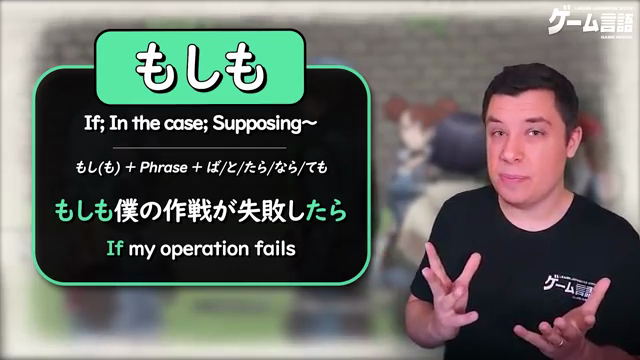 もしも
If; In the case; Supposing～
もし(も) + Phrase + ば/と/たら/なら/ても
もしも僕の作戦が失敗したら
If my operation fails
ゲーム言語
ゲーム言語